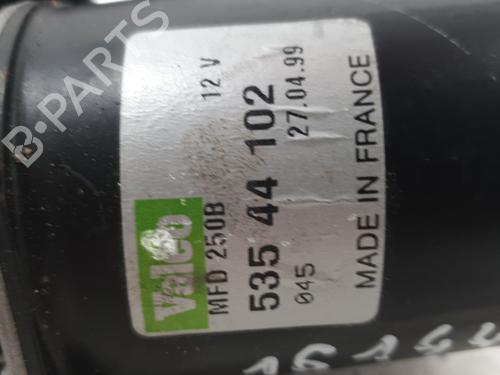 Valeo
MFD 250B 12 V
535 44 102
045 27.04.99
MADE IN FRANCE
B-PARTS